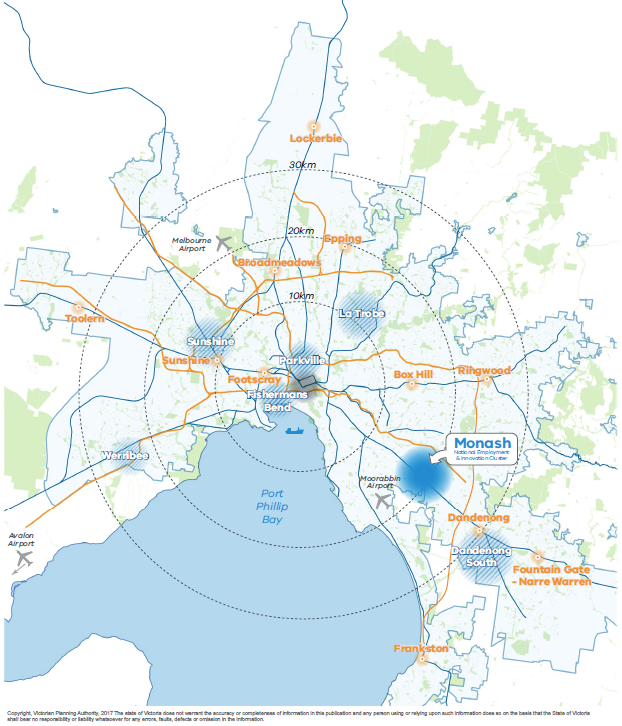 Lockerbie
30km
Melbourne
Airport
20km
Epping
Broadmeadows
10km
Toolern
La Trobe
Sunshine
Sunshine
Parkville
Footscray
Box Hill
Ringwood
Fishermans
Bend
Monash
National Employment
& Innovation Cluster
Werribee
Moorabbin
Airport
Port
Phillip
Bay
Dandenong
Avalon
Airport
Dandenong
South
Fountain Gate
- Narre Warren
Frankston
Copyright, Victorian Planning Authority, 2017 The state of Victoria does not warrant the accuracy or completeness of information in this publication and any person using or relying upon such information does so on the basis that the State of Victoria
shall bear no responsibility or liability whatsoever for any errors, faults, defects or omission in the information.